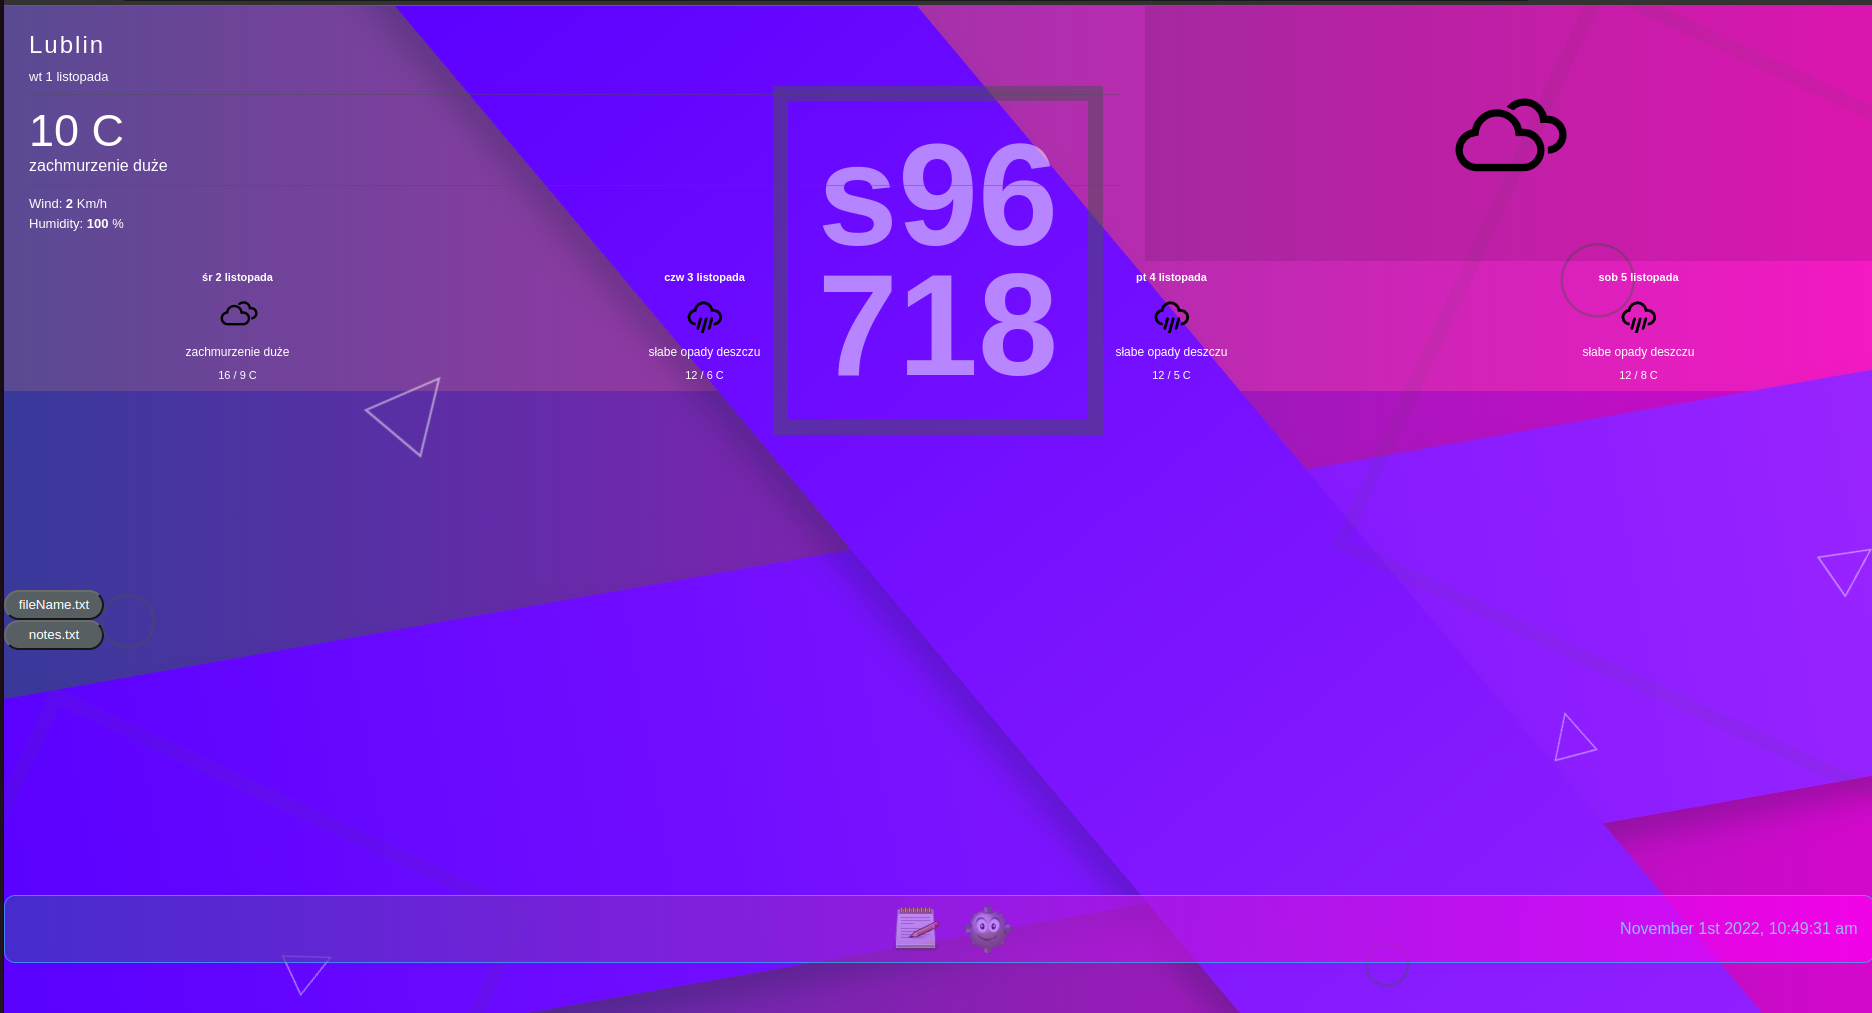 Lublin
wt 1 listopada
10 C
zachmurzenie duże
Wind: 2 Km/h
Humidity: 100 %
s96
718
śr 2 listopada
zachmurzenie duże
16 / 9 C
czw 3 listopada
słabe opady deszczu
12 / 6 C
pt 4 listopada
słabe opady deszczu
12 / 5 C
sob 5 listopada
słabe opady deszczu
12 / 8 C
fileName.txt
notes.txt
November 1st 2022, 10:49:31 am